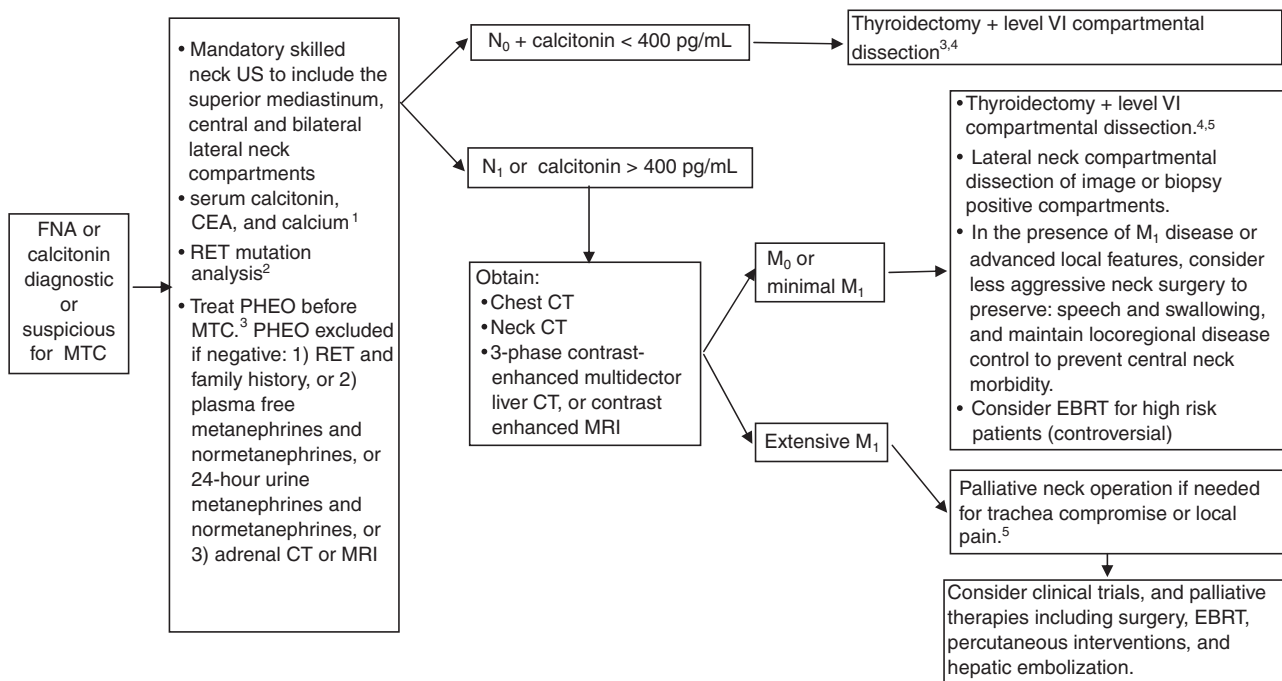 FNA or
calcitonin
diagnostic
or
suspicious
for MTC
• Mandatory skilled
neck US to include the
superior mediastinum,
central and bilateral
lateral neck
compartments
• serum calcitonin,
CEA, and calcium¹
• RET mutation
analysis²
• Treat PHEO before
MTC.³ PHEO excluded
if negative: 1) RET and
family history, or 2)
plasma free
metanephrines and
normetanephrines, or
24-hour urine
metanephrines and
normetanephrines, or
3) adrenal CT or MRI
N₀ + calcitonin < 400 pg/mL
Thyroidectomy + level VI compartmental
dissection³,⁴
N₁ or calcitonin > 400 pg/mL
Obtain:
• Chest CT
• Neck CT
• 3-phase contrast-
enhanced multidector
liver CT, or contrast
enhanced MRI
M₀ or
minimal M₁
• Thyroidectomy + level VI
compartmental dissection.⁴,⁵
• Lateral neck compartmental
dissection of image or biopsy
positive compartments.
• In the presence of M₁ disease or
advanced local features, consider
less aggressive neck surgery to
preserve: speech and swallowing,
and maintain locoregional disease
control to prevent central neck
morbidity.
• Consider EBRT for high risk
patients (controversial)
Extensive M₁
Palliative neck operation if needed
for trachea compromise or local
pain.⁵
Consider clinical trials, and palliative
therapies including surgery, EBRT,
percutaneous interventions, and
hepatic embolization.